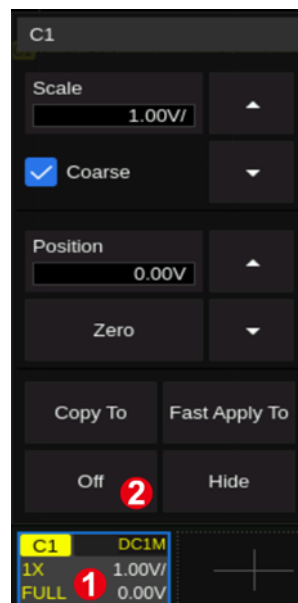 C1
Scale
1.00V/
Coarse
Position
0.00V
Zero
Copy To Fast Apply To
Off 2 Hide
C1 DC1M
1X 1 1.00V/
FULL 0.00V